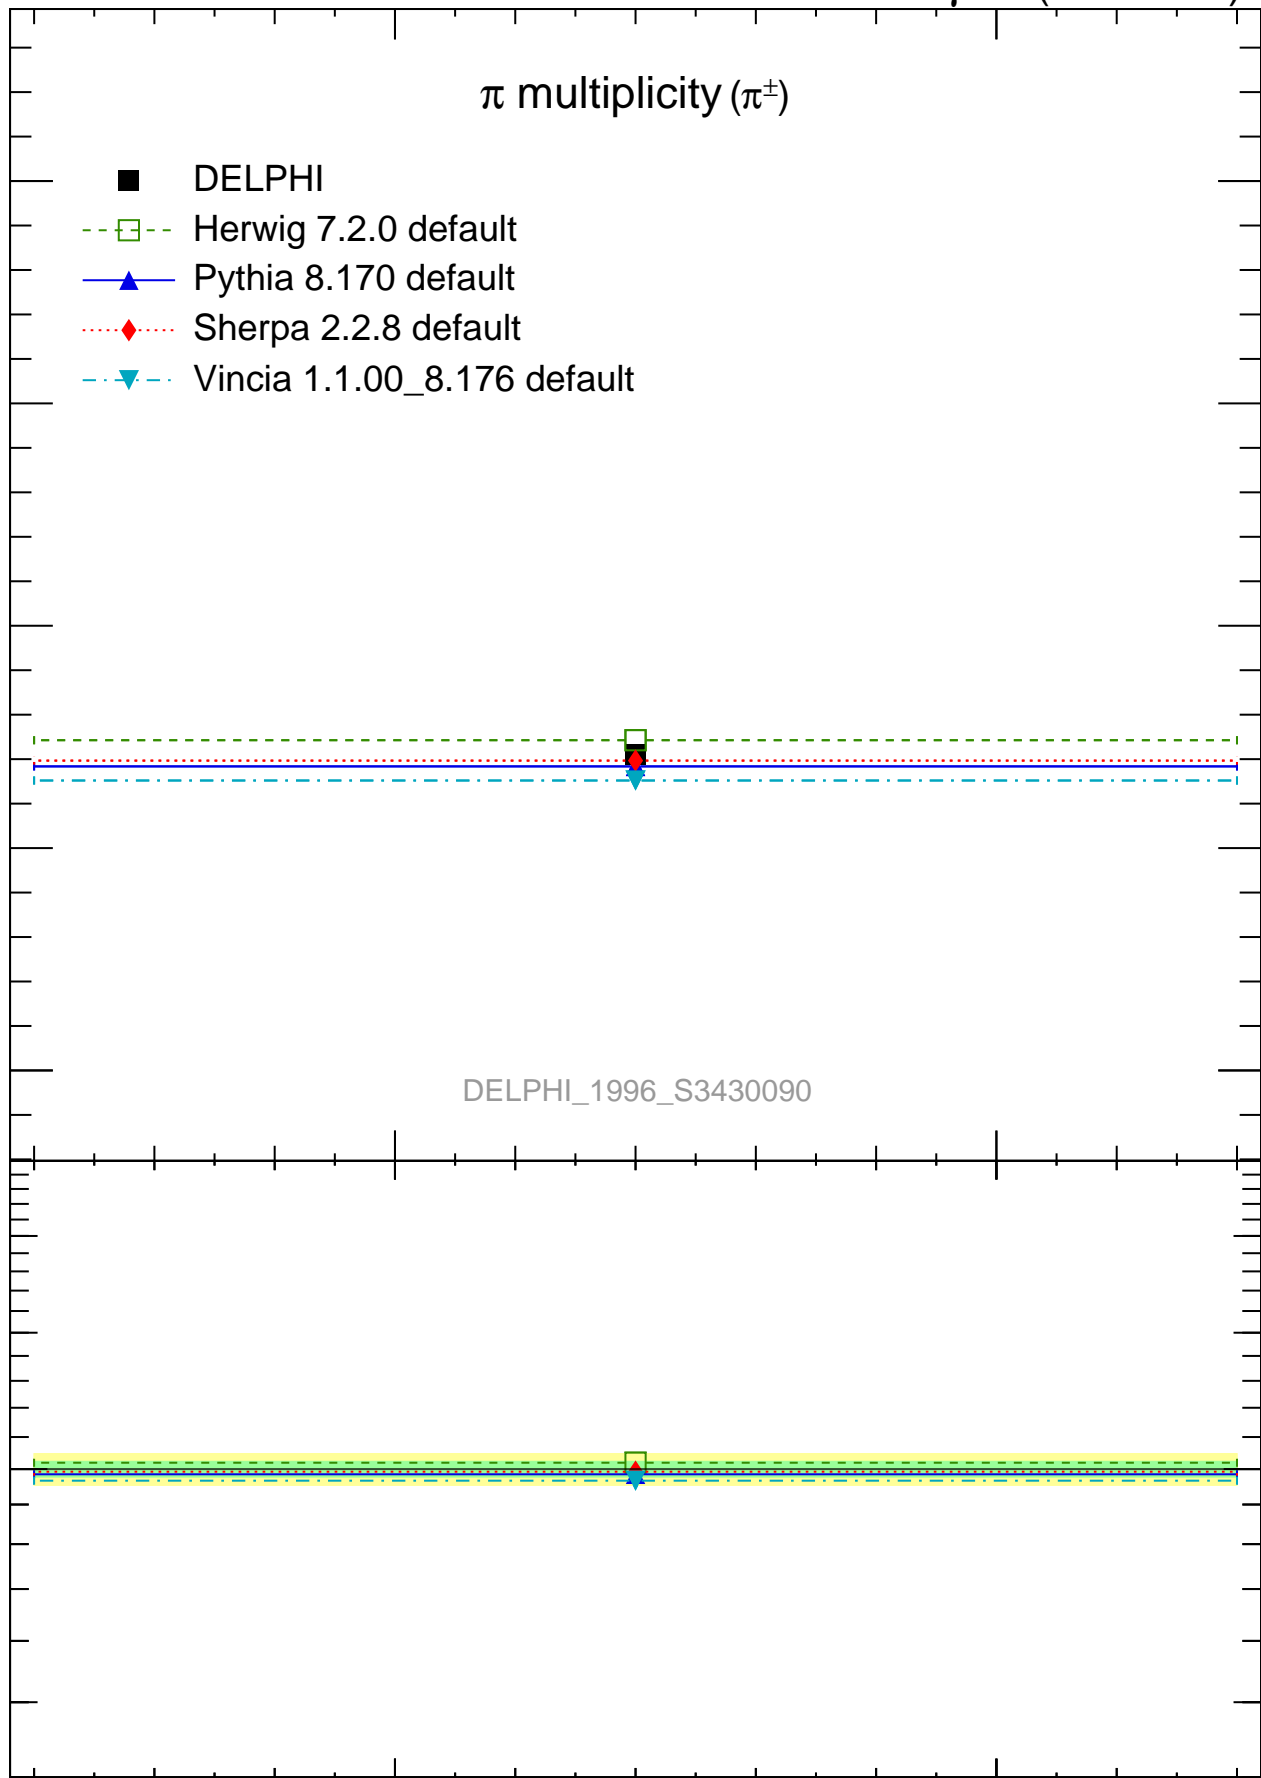 π multiplicity (π±)
DELPHI
Herwig 7.2.0 default
Pythia 8.170 default
Sherpa 2.2.8 default
Vincia 1.1.00_8.176 default
DELPHI_1996_S3430090